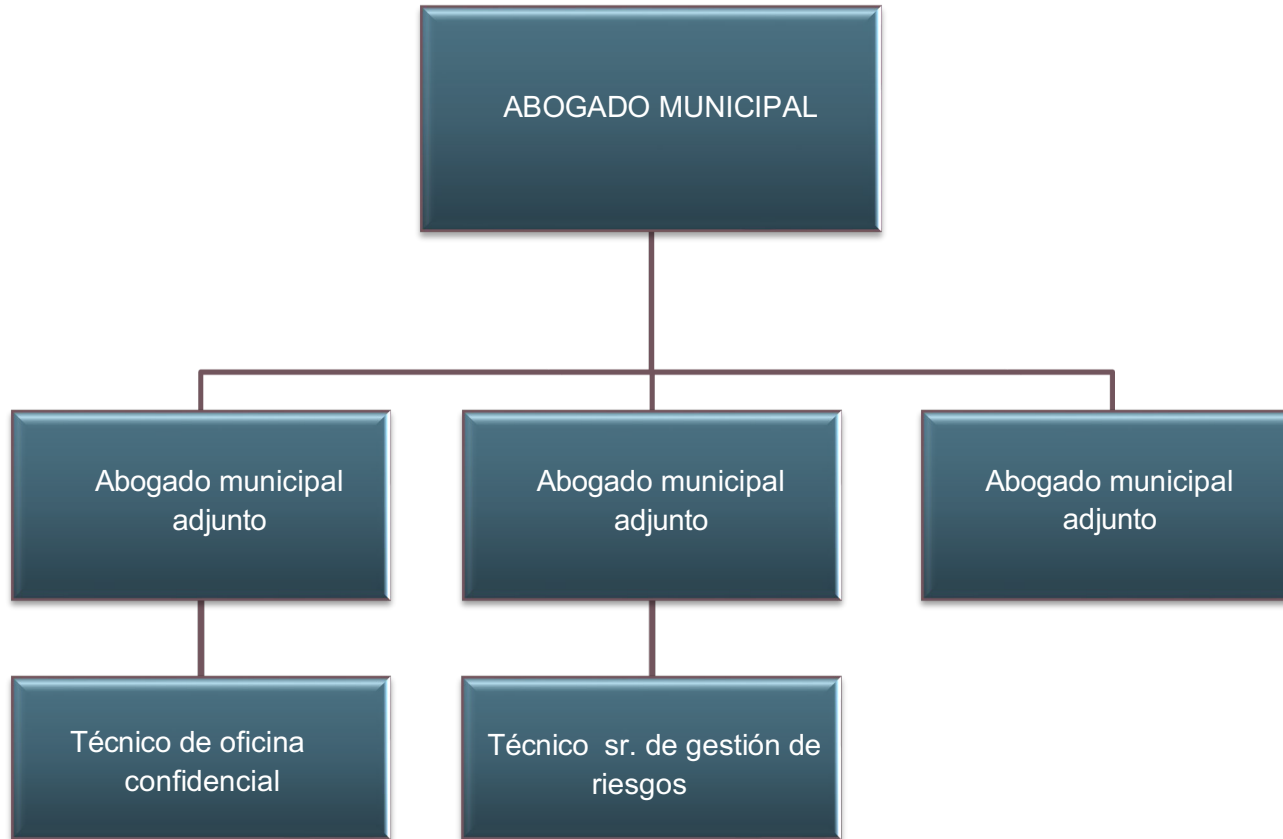 ABOGADO MUNICIPAL
Abogado municipal
adjunto
Abogado municipal
adjunto
Abogado municipal
adjunto
Técnico de oficina
confidencial
Técnico sr. de gestión de
riesgos